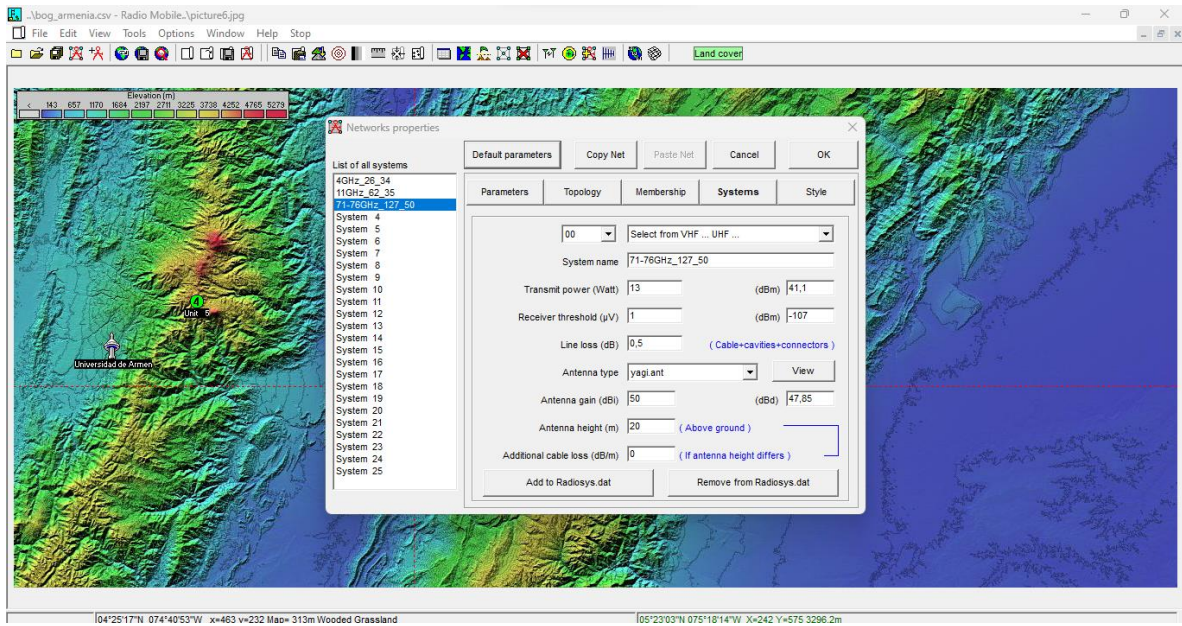 ..\bog_armenia.csv - Radio Mobile..\picture6.jpg
File Edit View Tools Options Window Help Stop
Land cover
Elevation (m)
< 143 657 1170 1684 2197 2711 3225 3738 4252 4765 5279
Unit 5
Universidad de Armen
Networks properties
List of all systems
4GHz_26_34
11GHz_62_35
71-76GHz_127_50
System 4
System 5
System 6
System 7
System 8
System 9
System 10
System 11
System 12
System 13
System 14
System 15
System 16
System 17
System 18
System 19
System 20
System 21
System 22
System 23
System 24
System 25
Default parameters Copy Net Paste Net Cancel OK
Parameters Topology Membership Systems Style
00 Select from VHF ... UHF ...
System name 71-76GHz_127_50
Transmit power (Watt) 13 (dBm) 41,1
Receiver threshold (µV) 1 (dBm) -107
Line loss (dB) 0,5 ( Cable+cavities+connectors )
Antenna type yagi.ant View
Antenna gain (dBi) 50 (dBd) 47,85
Antenna height (m) 20 ( Above ground )
Additional cable loss (dB/m) 0 ( If antenna height differs )
Add to Radiosys.dat Remove from Radiosys.dat
04°25'17"N 074°40'53"W x=463 y=232 Map= 313m Wooded Grassland 05°23'03"N 075°18'14"W X=242 Y=575 3296.2m